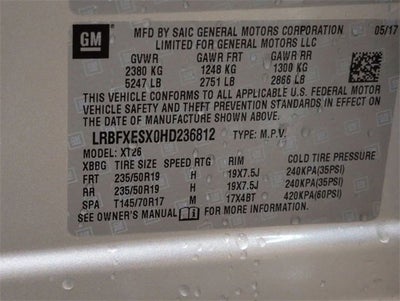 GM
MFD BY SAIC GENERAL MOTORS CORPORATION 05/17
LIMITED FOR GENERAL MOTORS LLC
GVWR GAWR FRT GAWR RR
2380 KG 1248 KG 1300 KG
5247 LB 2751 LB 2866 LB
THIS VEHICLE CONFORMS TO ALL APPLICABLE U.S. FEDERAL MOTOR
VEHICLE SAFETY AND THEFT PREVENTION STANDARDS IN EFFECT ON THE
DATE OF MANUFACTURE SHOWN ABOVE.
LRBFXESX0HD236812 TYPE: M.P.V.
MODEL: XT26
XBBG TIRE SIZE SPEED RTG RIM COLD TIRE PRESSURE
FRT 235/50R19 H 19X7.5J 240KPA(35PSI)
RR 235/50R19 H 19X7.5J 240KPA(35PSI)
SPA T145/70R17 M 17X4BT 420KPA(60PSI)
SEE OWNER'S MANUAL FOR MORE INFORMATION.